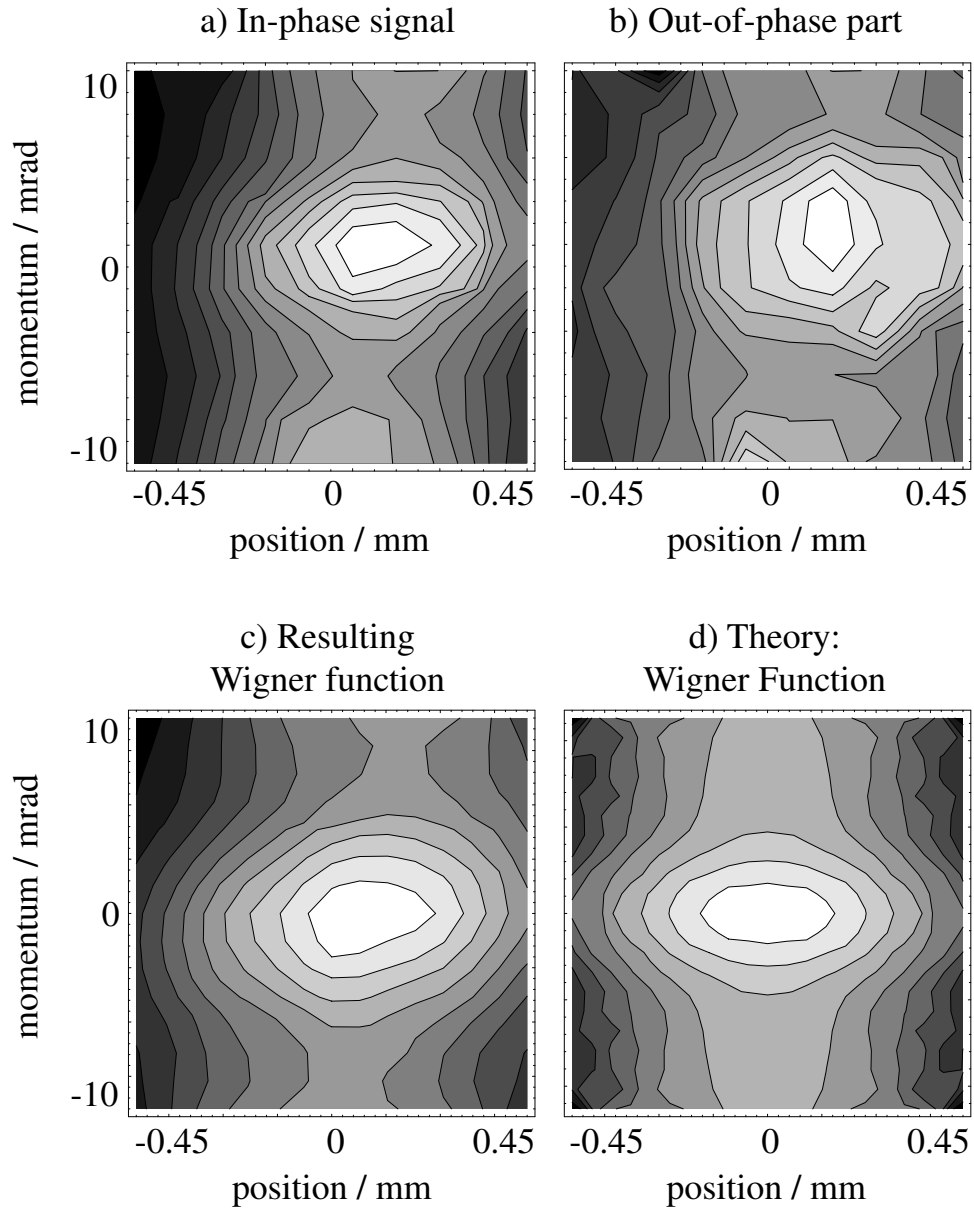 a) In-phase signal
b) Out-of-phase part
momentum / mrad
10
0
-10
-0.45 0 0.45
-0.45 0 0.45
position / mm
position / mm
c) Resulting
Wigner function
d) Theory:
Wigner Function
momentum / mrad
10
0
-10
-0.45 0 0.45
-0.45 0 0.45
position / mm
position / mm